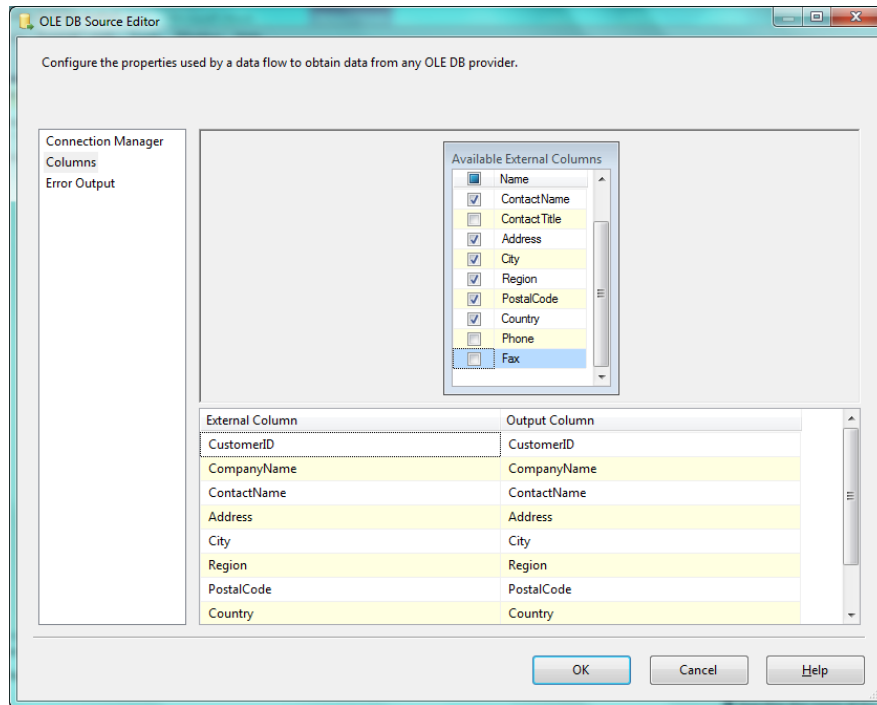 OLE DB Source Editor
Configure the properties used by a data flow to obtain data from any OLE DB provider.
Connection Manager
Columns
Error Output
Available External Columns
Name
ContactName
ContactTitle
Address
City
Region
PostalCode
Country
Phone
Fax
External Column Output Column
CustomerID CustomerID
CompanyName CompanyName
ContactName ContactName
Address Address
City City
Region Region
PostalCode PostalCode
Country Country
OK Cancel Help